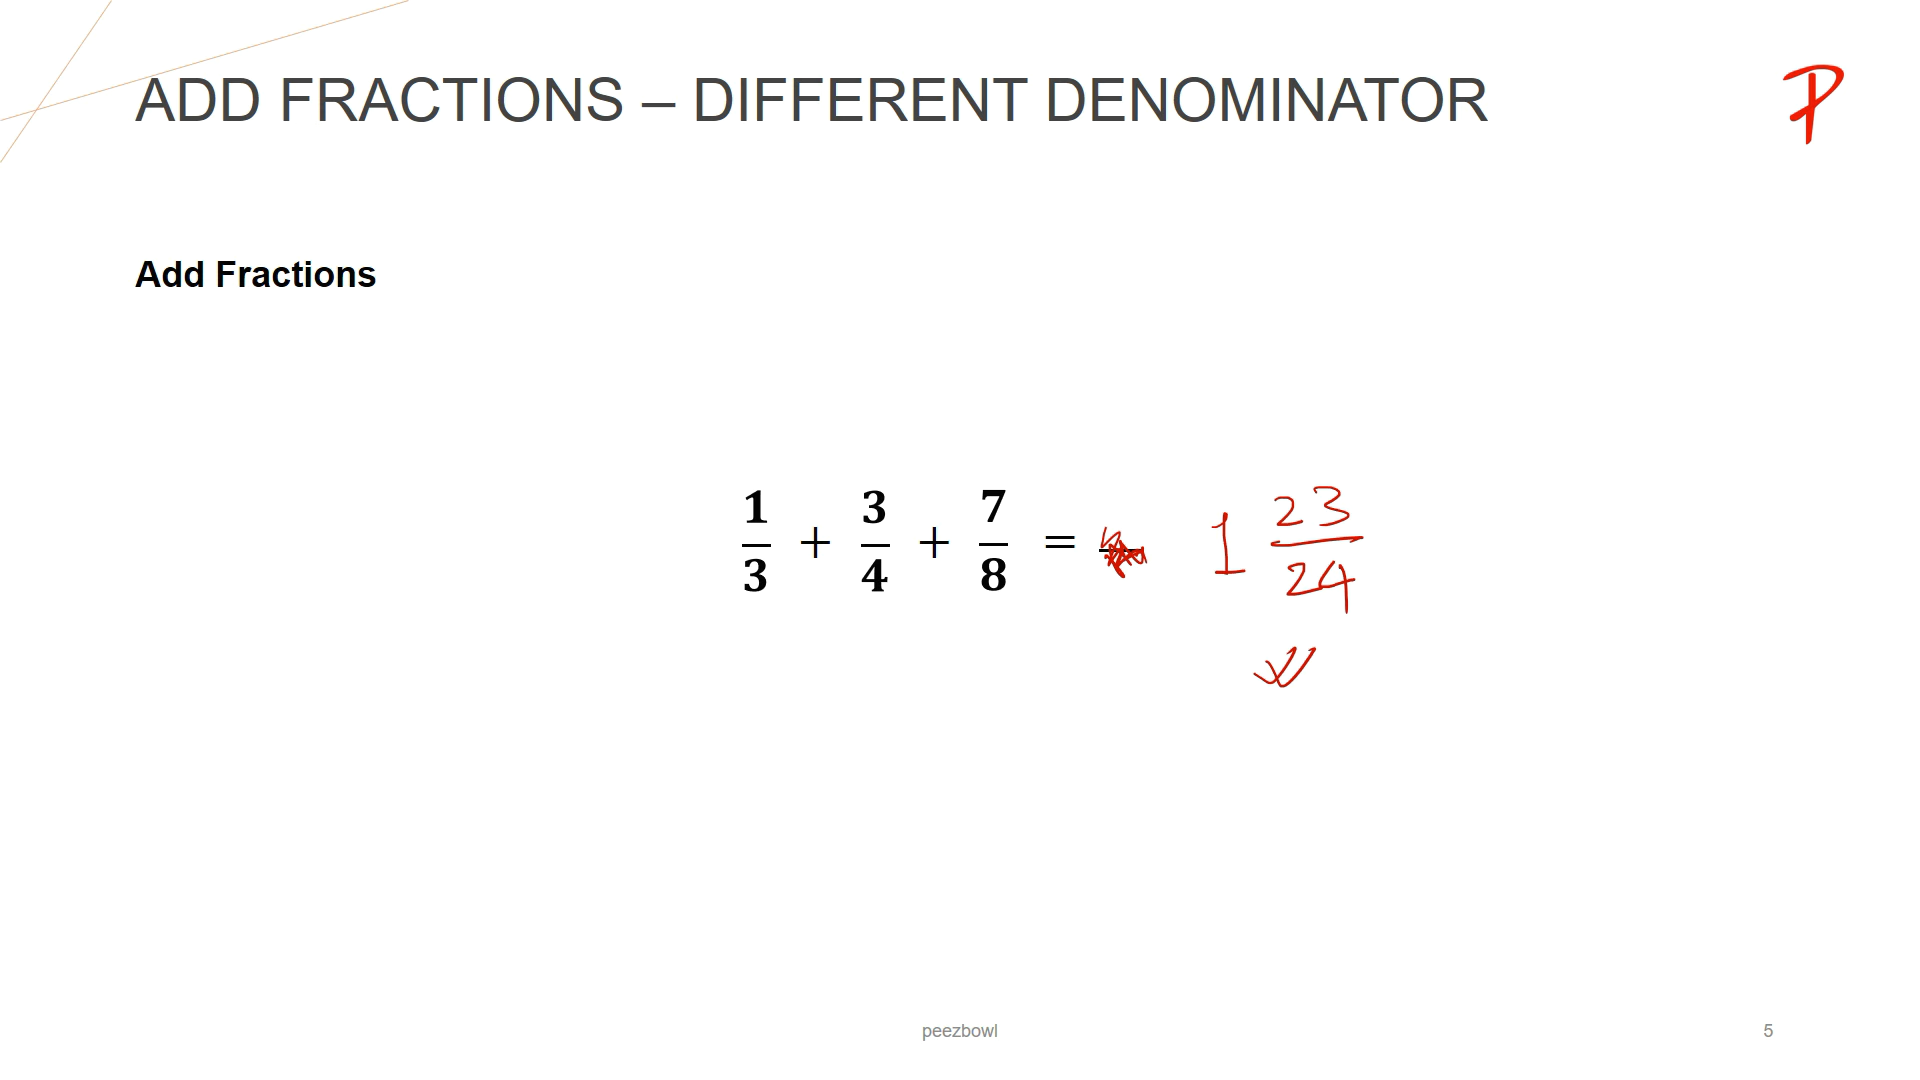 ADD FRACTIONS – DIFFERENT DENOMINATOR
P
Add Fractions
1/3 + 3/4 + 7/8 = 1 23/24
peezbowl
5